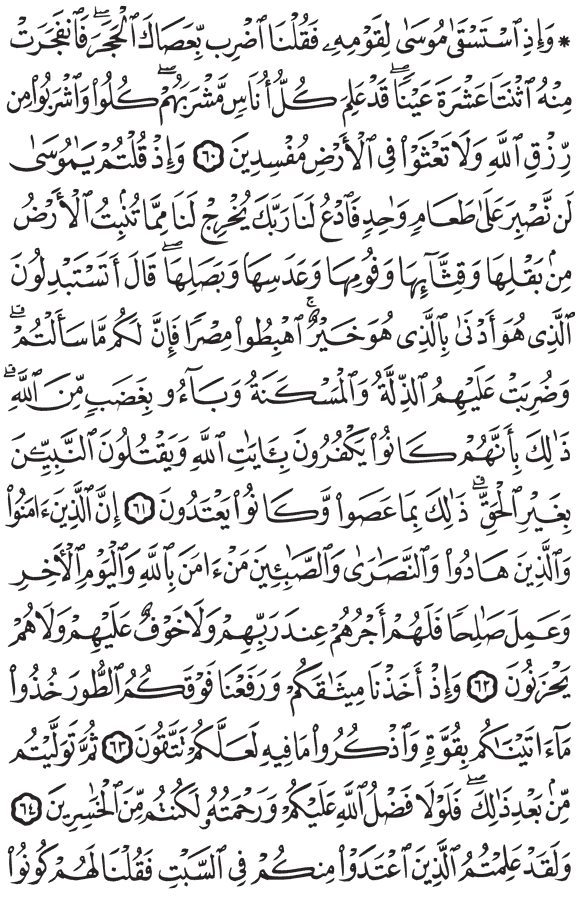 ۞ وَإِذِ ٱسْتَسْقَىٰ مُوسَىٰ لِقَوْمِهِۦ فَقُلْنَا ٱضْرِب بِّعَصَاكَ ٱلْحَجَرَۖ فَٱنفَجَرَتْ
مِنْهُ ٱثْنَتَا عَشْرَةَ عَيْنٗاۖ قَدْ عَلِمَ كُلُّ أُنَاسٖ مَّشْرَبَهُمْۖ كُلُوا۟ وَٱشْرَبُوا۟ مِن
رِّزْقِ ٱللَّهِ وَلَا تَعْثَوْا۟ فِى ٱلْأَرْضِ مُفْسِدِينَ ٦٠ وَإِذْ قُلْتُمْ يَـٰمُوسَىٰ
لَن نَّصْبِرَ عَلَىٰ طَعَامٖ وَٰحِدٖ فَٱدْعُ لَنَا رَبَّكَ يُخْرِجْ لَنَا مِمَّا تُنۢبِتُ ٱلْأَرْضُ
مِنۢ بَقْلِهَا وَقِثَّآئِهَا وَفُومِهَا وَعَدَسِهَا وَبَصَلِهَاۖ قَالَ أَتَسْتَبْدِلُونَ
ٱلَّذِى هُوَ أَدْنَىٰ بِٱلَّذِى هُوَ خَيْرٌۚ ٱهْبِطُوا۟ مِصْرٗا فَإِنَّ لَكُم مَّا سَأَلْتُمْۗ
وَضُرِبَتْ عَلَيْهِمُ ٱلذِّلَّةُ وَٱلْمَسْكَنَةُ وَبَآءُو بِغَضَبٖ مِّنَ ٱللَّهِۗ
ذَٰلِكَ بِأَنَّهُمْ كَانُوا۟ يَكْفُرُونَ بِـَٔايَـٰتِ ٱللَّهِ وَيَقْتُلُونَ ٱلنَّبِيِّـۧنَ
بِغَيْرِ ٱلْحَقِّۗ ذَٰلِكَ بِمَا عَصَوا۟ وَّكَانُوا۟ يَعْتَدُونَ ٦١ إِنَّ ٱلَّذِينَ ءَامَنُوا۟
وَٱلَّذِينَ هَادُوا۟ وَٱلنَّصَـٰرَىٰ وَٱلصَّـٰبِـِٔينَ مَنْ ءَامَنَ بِٱللَّهِ وَٱلْيَوْمِ ٱلْـَٔاخِرِ
وَعَمِلَ صَـٰلِحٗا فَلَهُمْ أَجْرُهُمْ عِندَ رَبِّهِمْ وَلَا خَوْفٌ عَلَيْهِمْ وَلَا هُمْ
يَحْزَنُونَ ٦٢ وَإِذْ أَخَذْنَا مِيثَـٰقَكُمْ وَرَفَعْنَا فَوْقَكُمُ ٱلطُّورَ خُذُوا۟
مَآ ءَاتَيْنَـٰكُم بِقُوَّةٖ وَٱذْكُرُوا۟ مَا فِيهِ لَعَلَّكُمْ تَتَّقُونَ ٦٣ ثُمَّ تَوَلَّيْتُم
مِّنۢ بَعْدِ ذَٰلِكَۖ فَلَوْلَا فَضْلُ ٱللَّهِ عَلَيْكُمْ وَرَحْمَتُهُۥ لَكُنتُم مِّنَ ٱلْخَـٰسِرِينَ ٦٤
وَلَقَدْ عَلِمْتُمُ ٱلَّذِينَ ٱعْتَدَوْا۟ مِنكُمْ فِى ٱلسَّبْتِ فَقُلْنَا لَهُمْ كُونُوا۟